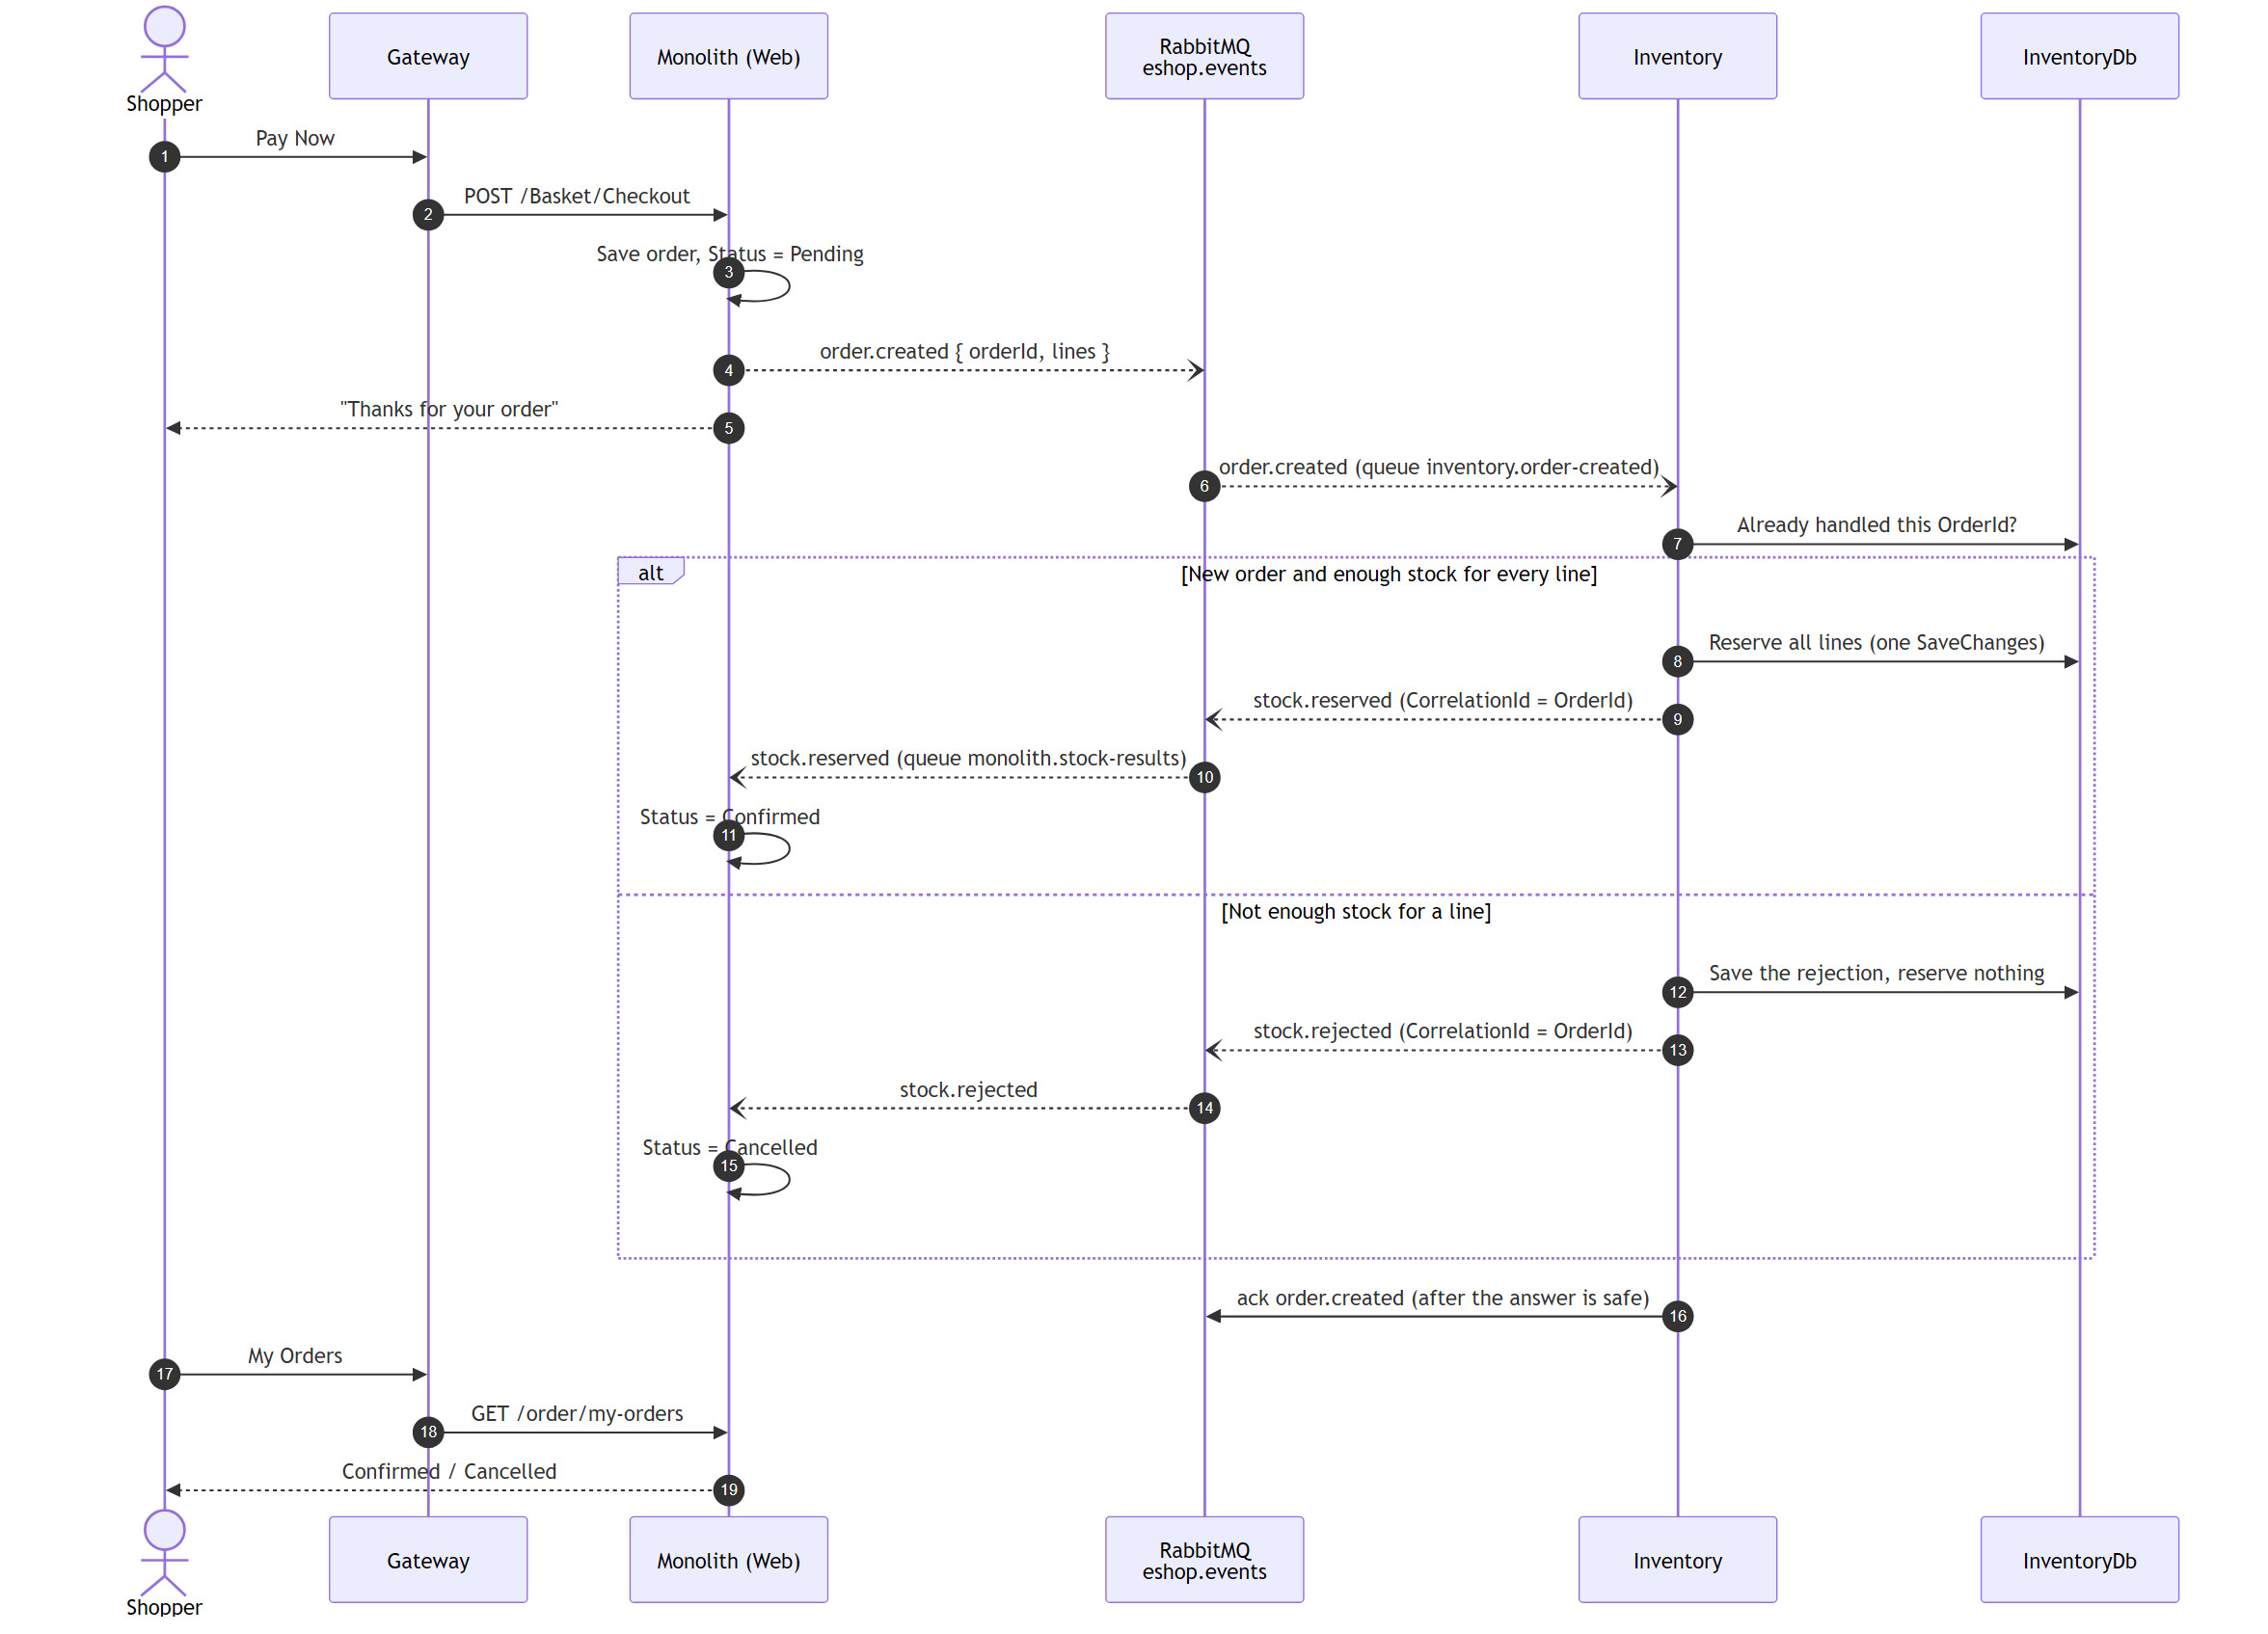 Shopper
Gateway
Monolith (Web)
RabbitMQ
eshop.events
Inventory
InventoryDb
1
Pay Now
2
POST /Basket/Checkout
Save order, Status = Pending
3
4
order.created { orderId, lines }
"Thanks for your order"
5
order.created (queue inventory.order-created)
6
Already handled this OrderId?
7
alt
[New order and enough stock for every line]
Reserve all lines (one SaveChanges)
8
stock.reserved (CorrelationId = OrderId)
9
stock.reserved (queue monolith.stock-results)
10
Status = Confirmed
11
[Not enough stock for a line]
Save the rejection, reserve nothing
12
stock.rejected (CorrelationId = OrderId)
13
stock.rejected
14
Status = Cancelled
15
ack order.created (after the answer is safe)
16
My Orders
17
GET /order/my-orders
18
Confirmed / Cancelled
19
Shopper
Gateway
Monolith (Web)
RabbitMQ
eshop.events
Inventory
InventoryDb